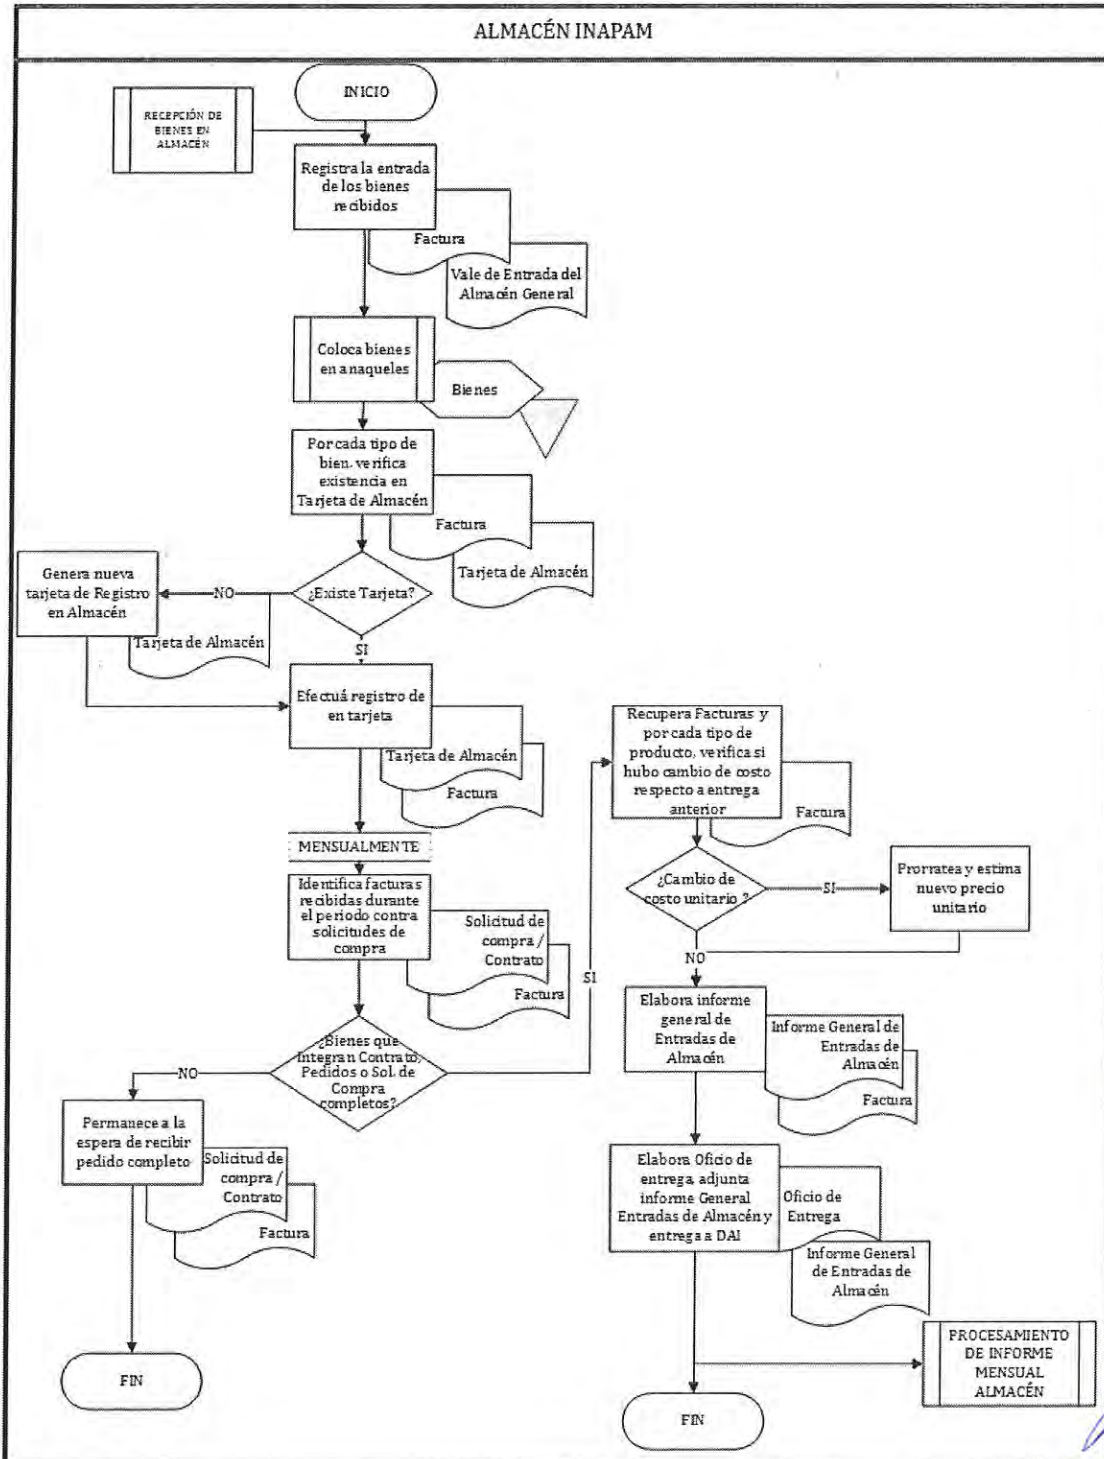 ALMACÉN INAPAM
INICIO
RECEPCIÓN DE
BIENES EN
ALMACÉN
Registra la entrada
de los bienes
recibidos
Factura
Vale de Entrada del
Almacén General
Coloca bienes
en anaqueles
Bienes
Por cada tipo de
bien. verifica
existencia en
Tarjeta de Almacén
Factura
Tarjeta de Almacén
¿Existe Tarjeta?
NO
Genera nueva
tarjeta de Registro
en Almacén
Tarjeta de Almacén
SI
Efectuá registro de
en tarjeta
Tarjeta de Almacén
Factura
MENSUALMENTE
Identifica facturas
recibidas durante
el periodo contra
solicitudes de
compra
Solicitud de
compra /
Contrato
Factura
¿Bienes que
Integran Contrato,
Pedidos o Sol. de
Compra
completos?
NO
Permanece a la
espera de recibir
pedido completo
Solicitud de
compra /
Contrato
Factura
FIN
SI
Recupera Facturas y
por cada tipo de
producto, verifica si
hubo cambio de costo
respecto a entrega
anterior
Factura
¿Cambio de
costo unitario ?
SI
Prorratea y estima
nuevo precio
unitario
NO
Elabora informe
general de
Entradas de
Almacén
Informe General de
Entradas de
Almacén
Factura
Elabora Oficio de
entrega, adjunta
informe General
Entradas de Almacén y
entrega a DAI
Oficio de
Entrega
Informe General
de Entradas de
Almacén
PROCESAMIENTO
DE INFORME
MENSUAL
ALMACÉN
FIN